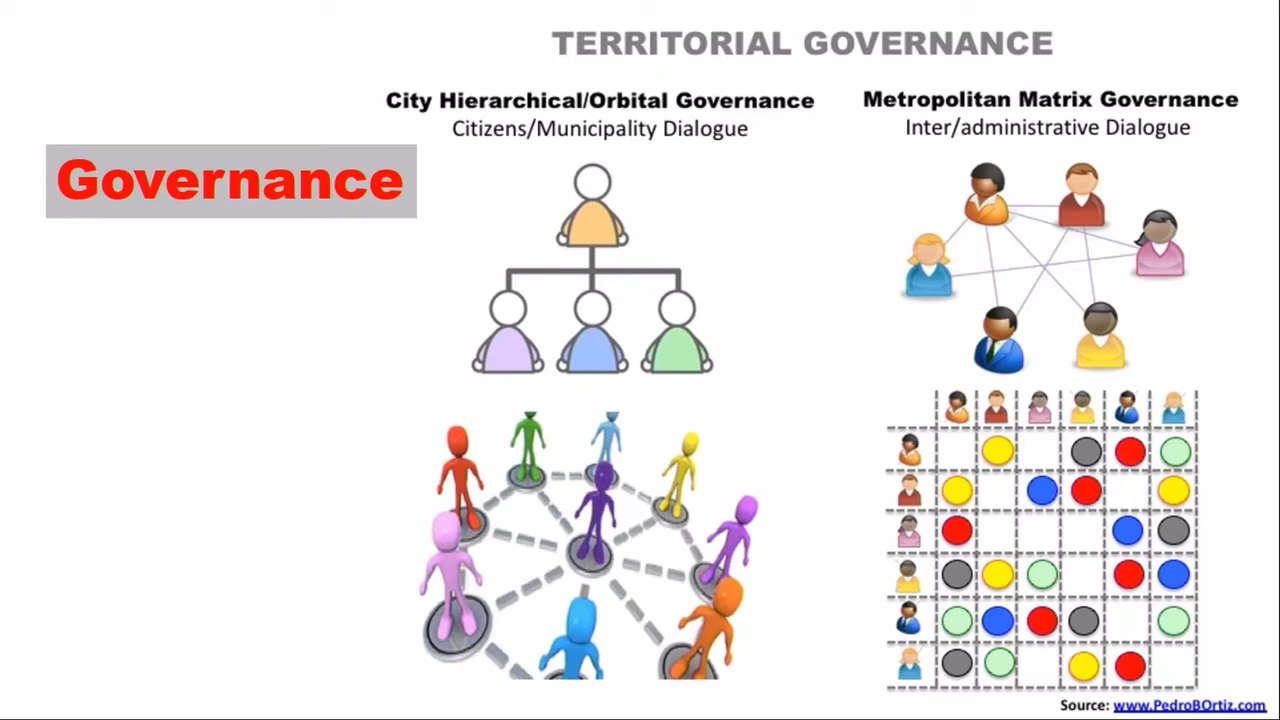 TERRITORIAL GOVERNANCE
City Hierarchical/Orbital Governance
Citizens/Municipality Dialogue
Metropolitan Matrix Governance
Inter/administrative Dialogue
Governance
Source: www.PedroBOrtiz.com